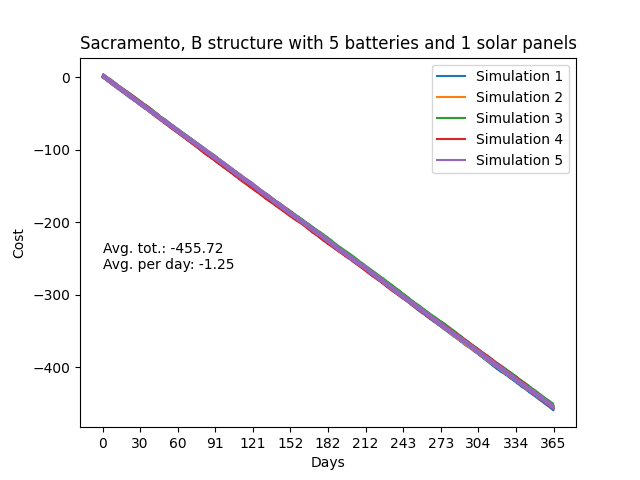 Sacramento, B structure with 5 batteries and 1 solar panels
Simulation 1
Simulation 2
Simulation 3
Simulation 4
Simulation 5
Cost
0
−100
−200
−300
−400
Avg. tot.: -455.72
Avg. per day: -1.25
0 30 60 91 121 152 182 212 243 273 304 334 365
Days